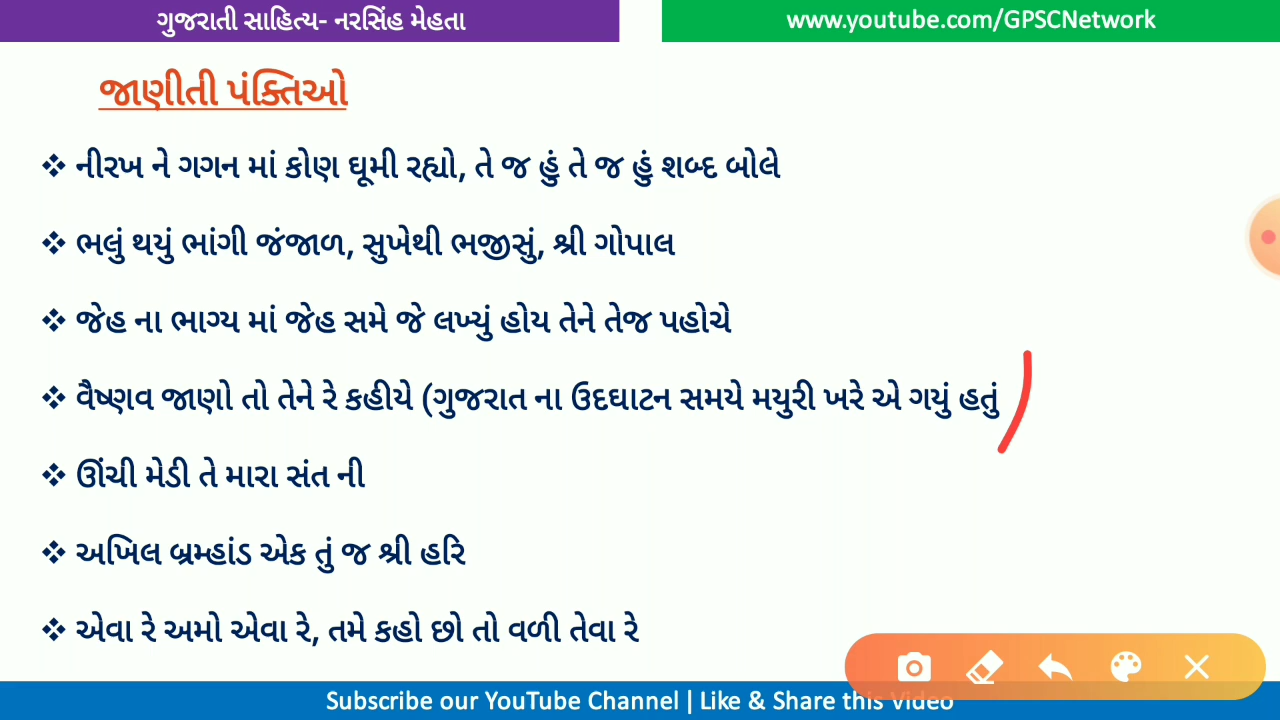 ગુજરાતી સાહિત્ય- નરસિંહ મેહતા
www.youtube.com/GPSCNetwork
જાણીતી પંક્તિઓ
❖ નીરખ ને ગગન માં કોણ ઘૂમી રહ્યો, તે જ હું તે જ હું શબ્દ બોલે
❖ ભલું થયું ભાંગી જંજાળ, સુખેથી ભજીસું, શ્રી ગોપાલ
❖ જેહ ના ભાગ્ય માં જેહ સમે જે લખ્યું હોય તેને તેજ પહોચે
❖ વૈષ્ણવ જાણો તો તેને રે કહીયે (ગુજરાત ના ઉદઘાટન સમયે મયુરી ખરે એ ગયું હતું
❖ ઊંચી મેડી તે મારા સંત ની
❖ અખિલ બ્રમ્હાંડ એક તું જ શ્રી હરિ
❖ એવા રે અમો એવા રે, તમે કહો છો તો વળી તેવા રે
Subscribe our YouTube Channel | Like & Share this Video